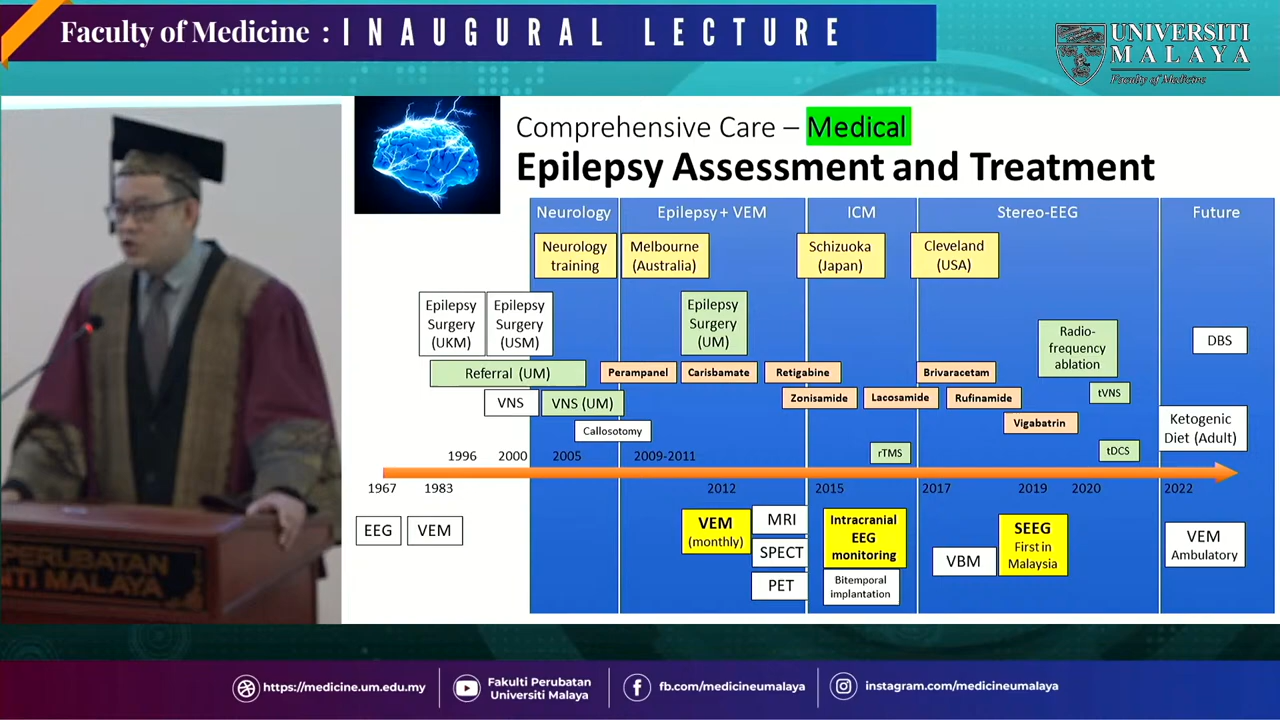 Faculty of Medicine : INAUGURAL LECTURE
UNIVERSITI
MALAYA
Faculty of Medicine
Comprehensive Care – Medical
Epilepsy Assessment and Treatment
Neurology
Epilepsy + VEM
ICM
Stereo-EEG
Future
Neurology
training
Melbourne
(Australia)
Schizuoka
(Japan)
Cleveland
(USA)
Epilepsy
Surgery
(UKM)
Epilepsy
Surgery
(USM)
Epilepsy
Surgery
(UM)
Radio-
frequency
ablation
DBS
Referral (UM)
Perampanel
Carisbamate
Retigabine
Brivaracetam
VNS
VNS (UM)
Zonisamide
Lacosamide
Rufinamide
tVNS
Callosotomy
Vigabatrin
Ketogenic
Diet (Adult)
rTMS
tDCS
1996
2000
2005
2009-2011
1967
1983
2012
2015
2017
2019
2020
2022
EEG
VEM
VEM
(monthly)
MRI
SPECT
PET
Intracranial
EEG
monitoring
Bitemporal
implantation
VBM
SEEG
First in
Malaysia
VEM
Ambulatory
PERUBATAN
NTI MALAYA
https://medicine.um.edu.my
Fakulti Perubatan
Universiti Malaya
fb.com/medicineumalaya
instagram.com/medicineumalaya